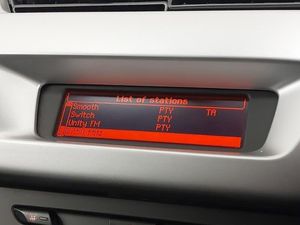 List of stations
Smooth PTY TA
Switch PTY
Unity FM PTY